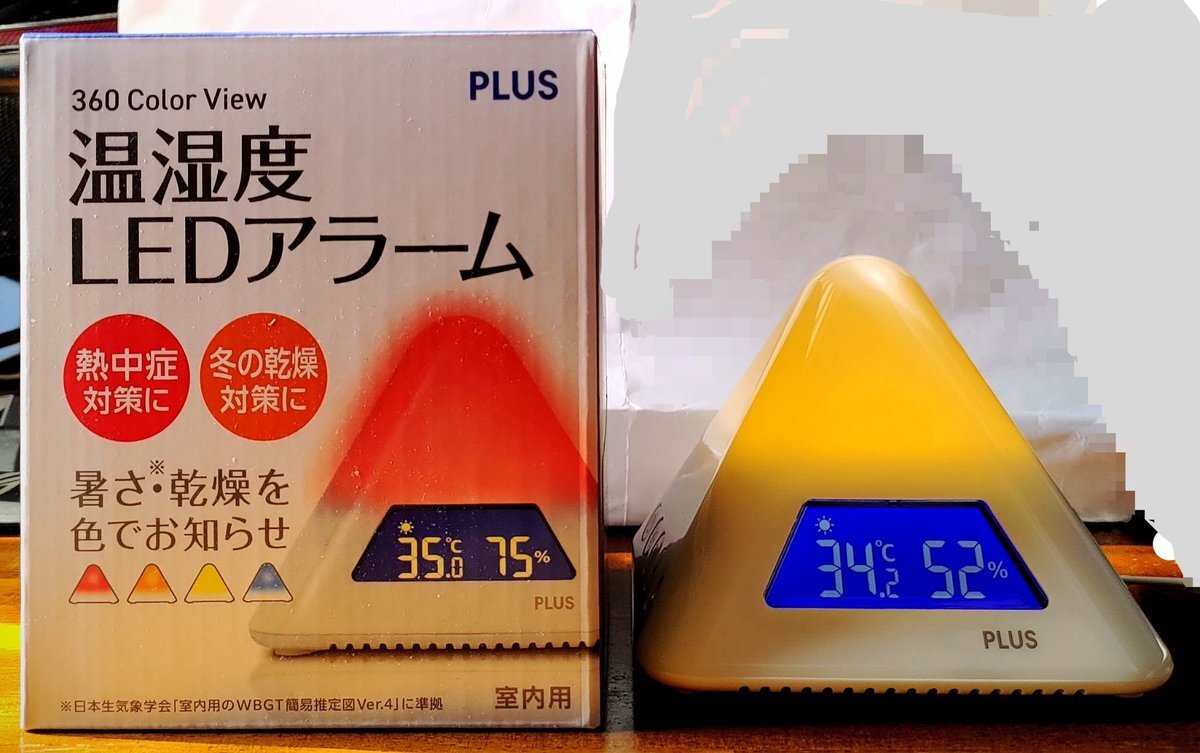 360 Color View
PLUS
温湿度
LEDアラーム
熱中症
対策に
冬の乾燥
対策に
暑さ※・乾燥を
色でお知らせ
35.0℃ 75%
PLUS
※日本生気象学会「室内用のWBGT簡易推定図Ver.4」に準拠
室内用
34.2℃ 52%
PLUS